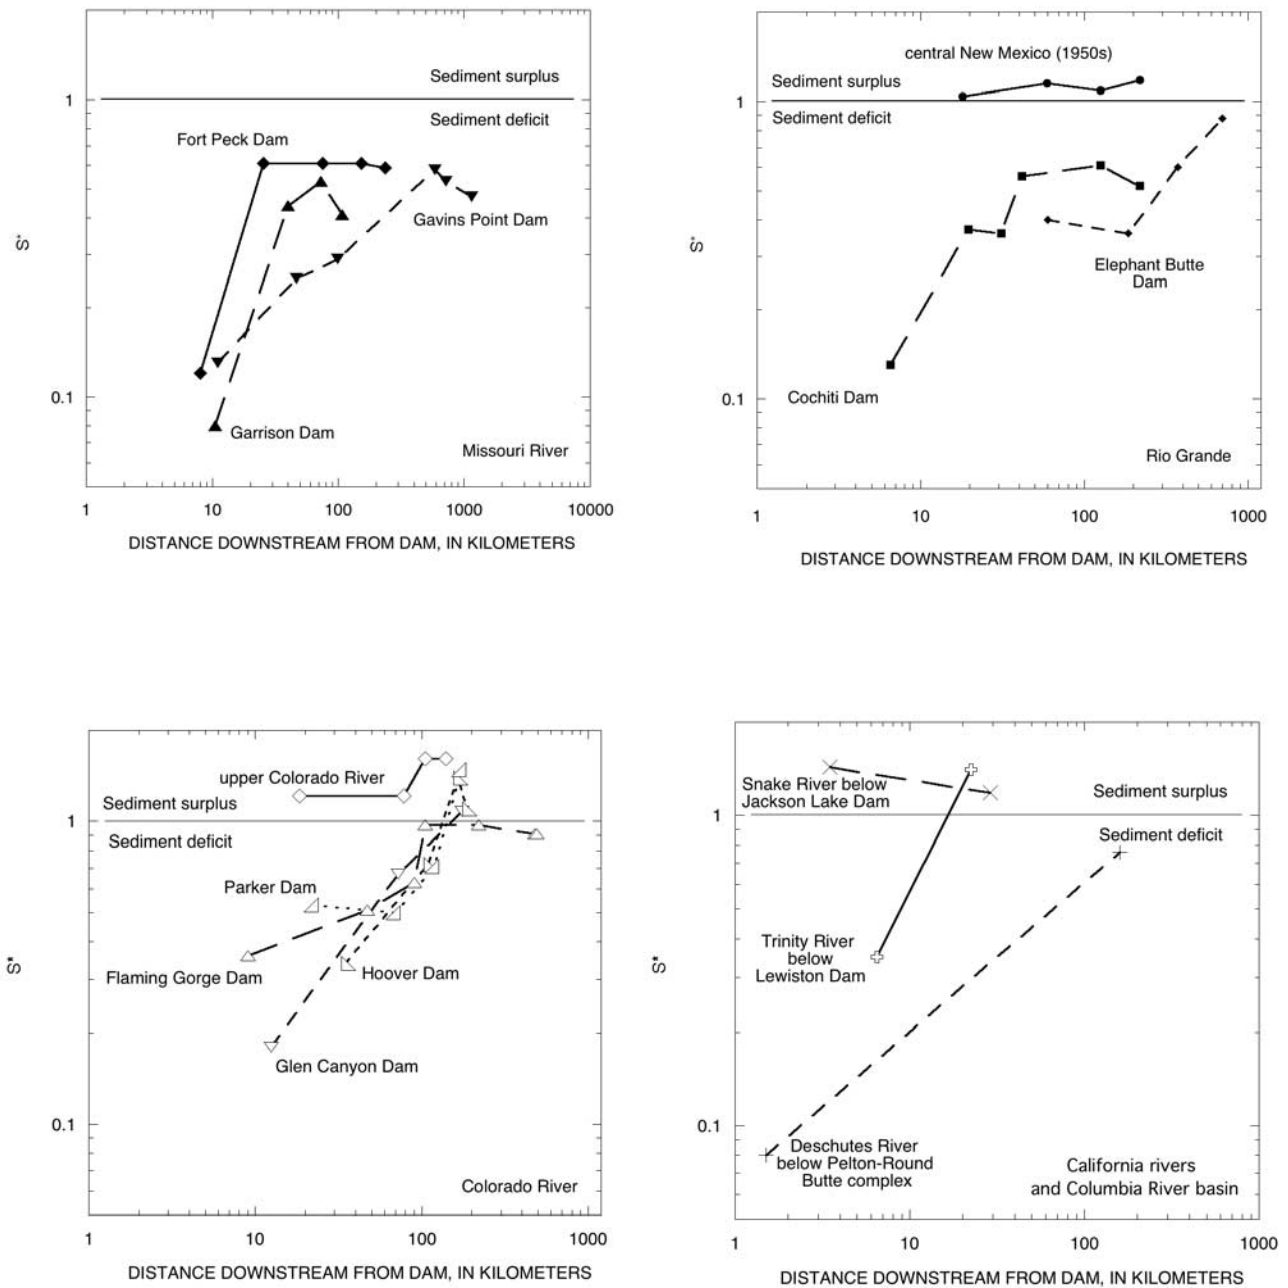 Sediment surplus
1
Sediment deficit
Fort Peck Dam
Gavins Point Dam
S*
0.1
Garrison Dam
Missouri River
1
10
100
1000
10000
DISTANCE DOWNSTREAM FROM DAM, IN KILOMETERS
central New Mexico (1950s)
Sediment surplus
1
Sediment deficit
S*
Elephant Butte
Dam
Cochiti Dam
0.1
Rio Grande
1
10
100
1000
DISTANCE DOWNSTREAM FROM DAM, IN KILOMETERS
upper Colorado River
Sediment surplus
1
Sediment deficit
Parker Dam
S*
Flaming Gorge Dam
Hoover Dam
Glen Canyon Dam
0.1
Colorado River
1
10
100
1000
DISTANCE DOWNSTREAM FROM DAM, IN KILOMETERS
Snake River below
Jackson Lake Dam
Sediment surplus
1
Sediment deficit
Trinity River
below
Lewiston Dam
S*
0.1
Deschutes River
below Pelton-Round
Butte complex
California rivers
and Columbia River basin
1
10
100
1000
DISTANCE DOWNSTREAM FROM DAM, IN KILOMETERS